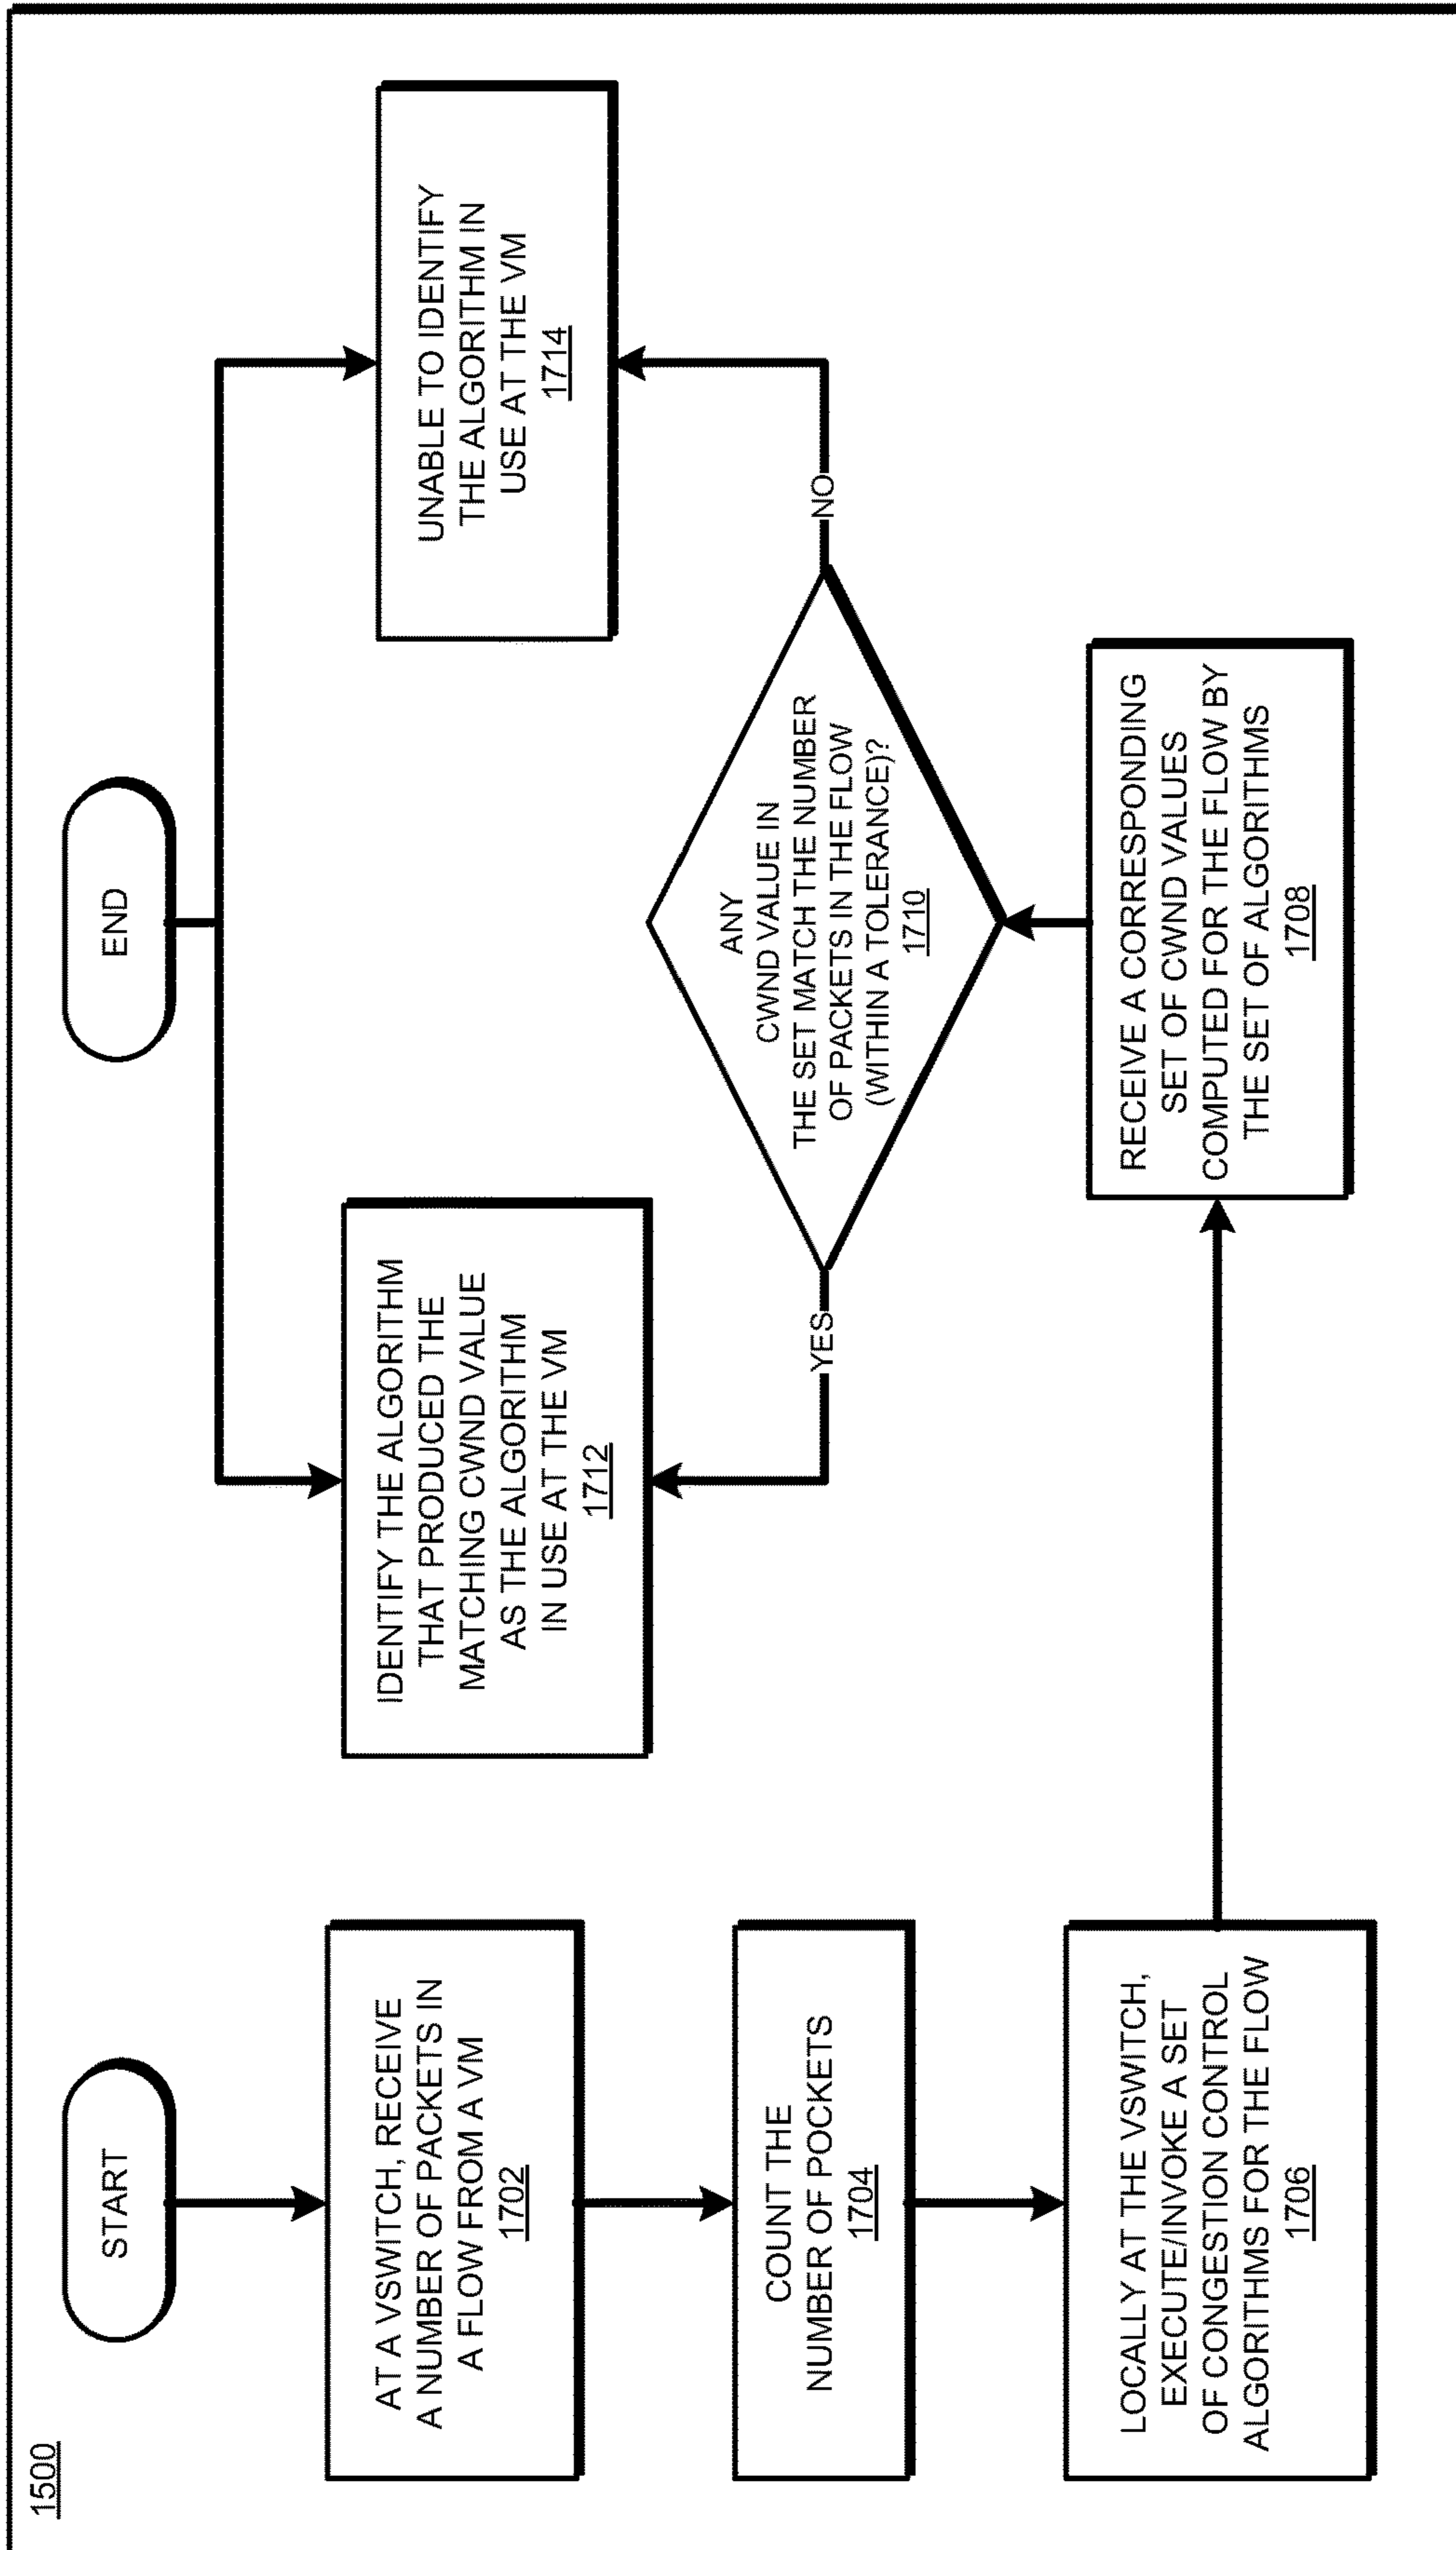 1500
START
AT A VSWITCH, RECEIVE
A NUMBER OF PACKETS IN
A FLOW FROM A VM
1702
COUNT THE
NUMBER OF POCKETS
1704
LOCALLY AT THE VSWITCH,
EXECUTE/INVOKE A SET
OF CONGESTION CONTROL
ALGORITHMS FOR THE FLOW
1706
RECEIVE A CORRESPONDING
SET OF CWND VALUES
COMPUTED FOR THE FLOW BY
THE SET OF ALGORITHMS
1708
ANY
CWND VALUE IN
THE SET MATCH THE NUMBER
OF PACKETS IN THE FLOW
(WITHIN A TOLERANCE)?
1710
YES
NO
IDENTIFY THE ALGORITHM
THAT PRODUCED THE
MATCHING CWND VALUE
AS THE ALGORITHM
IN USE AT THE VM
1712
UNABLE TO IDENTIFY
THE ALGORITHM IN
USE AT THE VM
1714
END